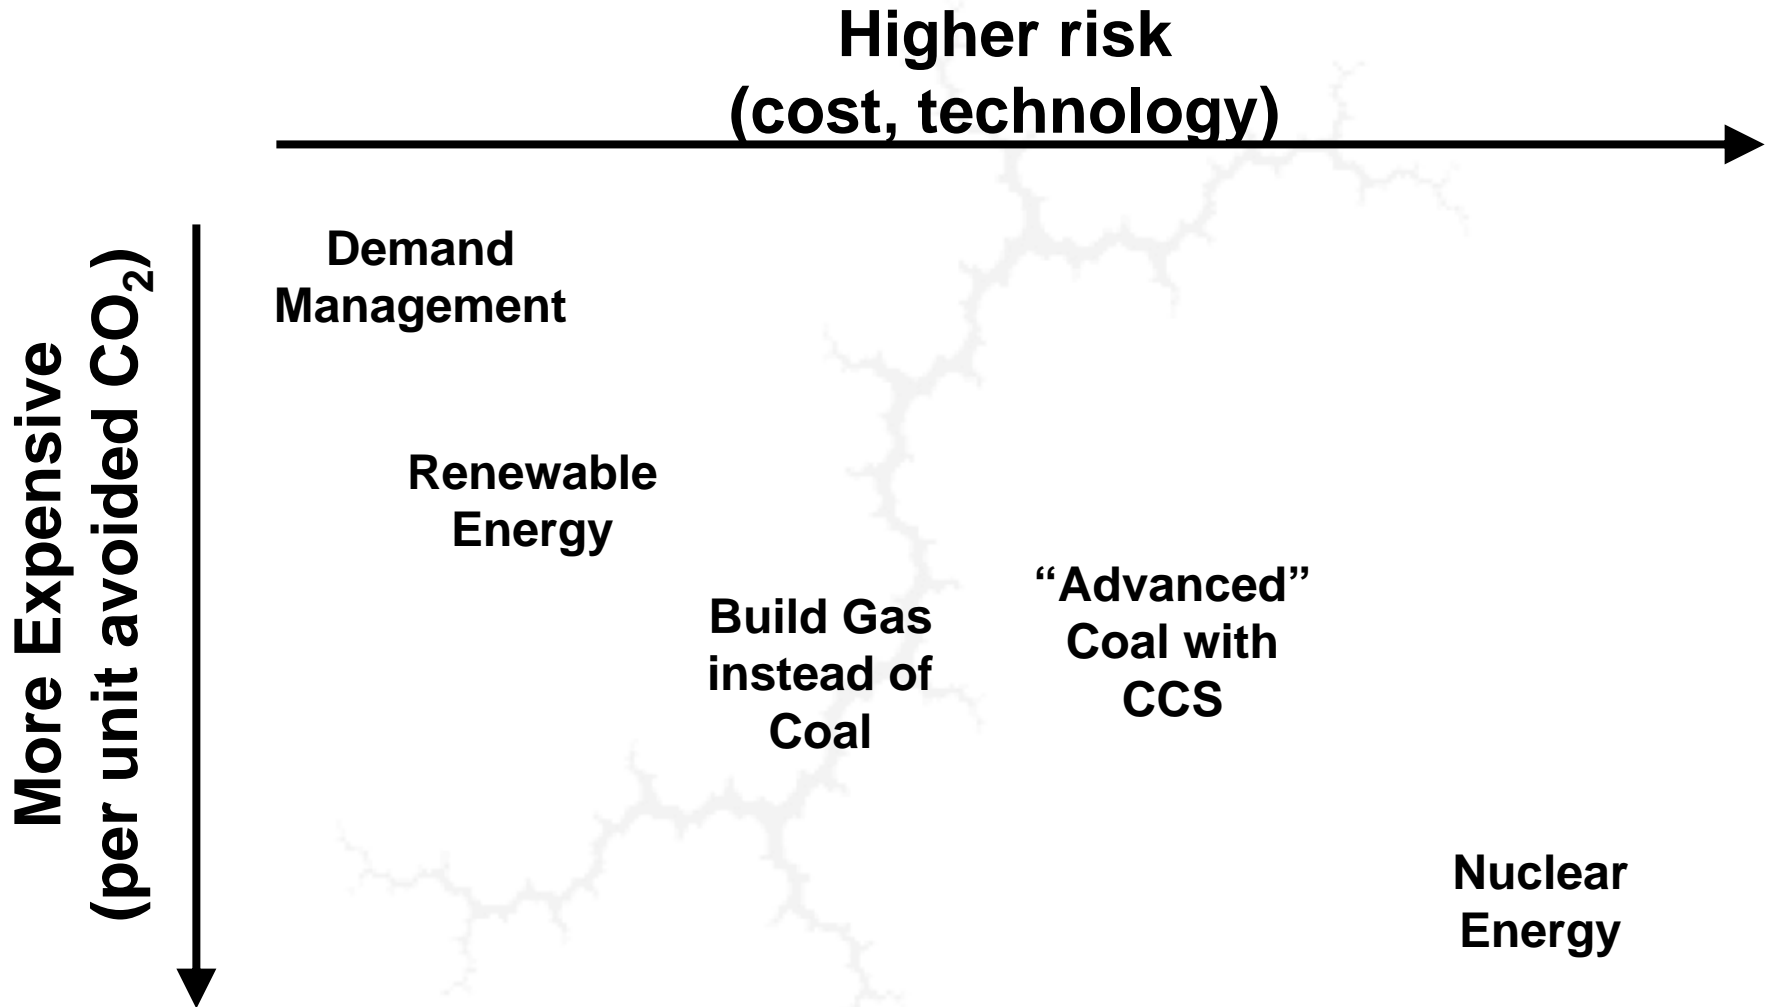 Higher risk
(cost, technology)
More Expensive
(per unit avoided CO₂)
Demand
Management
Renewable
Energy
Build Gas
instead of
Coal
“Advanced”
Coal with
CCS
Nuclear
Energy